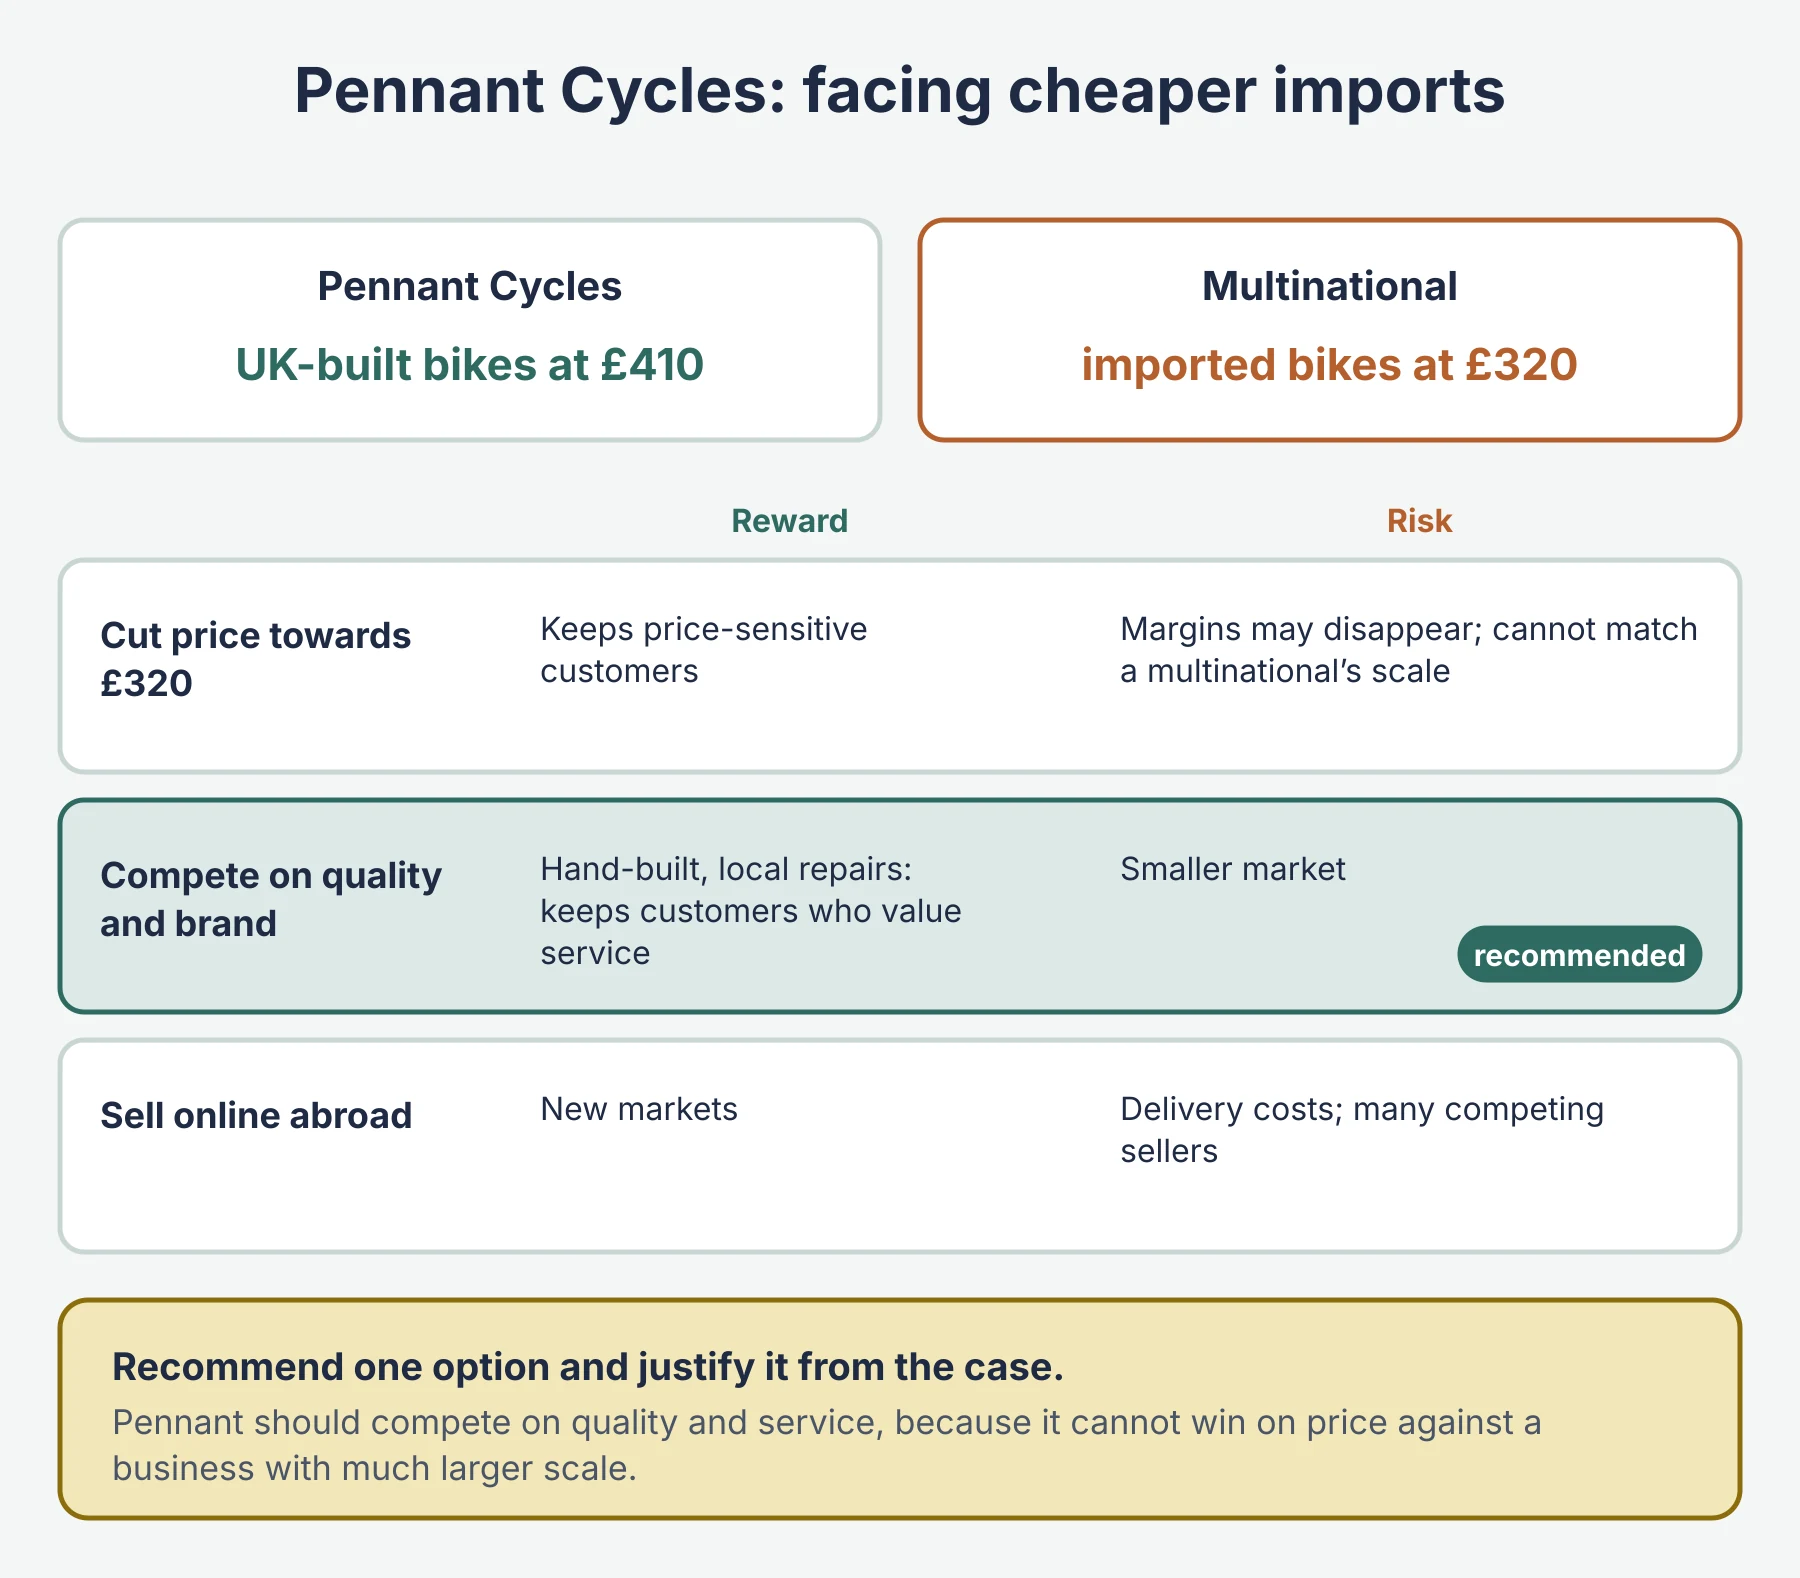 Pennant Cycles: facing cheaper imports
Pennant Cycles
UK-built bikes at £410
Multinational
imported bikes at £320
Reward
Risk
Cut price towards
£320
Keeps price-sensitive
customers
Margins may disappear; cannot match
a multinational’s scale
Compete on quality
and brand
Hand-built, local repairs:
keeps customers who value
service
Smaller market
recommended
Sell online abroad
New markets
Delivery costs; many competing
sellers
Recommend one option and justify it from the case.
Pennant should compete on quality and service, because it cannot win on price against a
business with much larger scale.